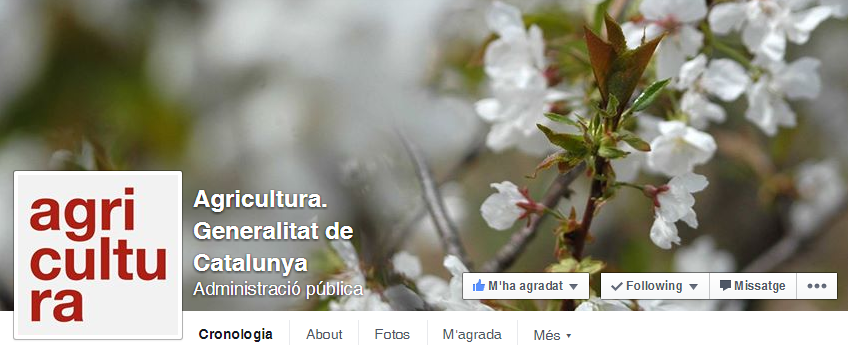 agri
cultu
ra
Agricultura.
Generalitat de
Catalunya
Administració pública
M'ha agradat
Following
Missatge
Cronologia
About
Fotos
M'agrada
Més